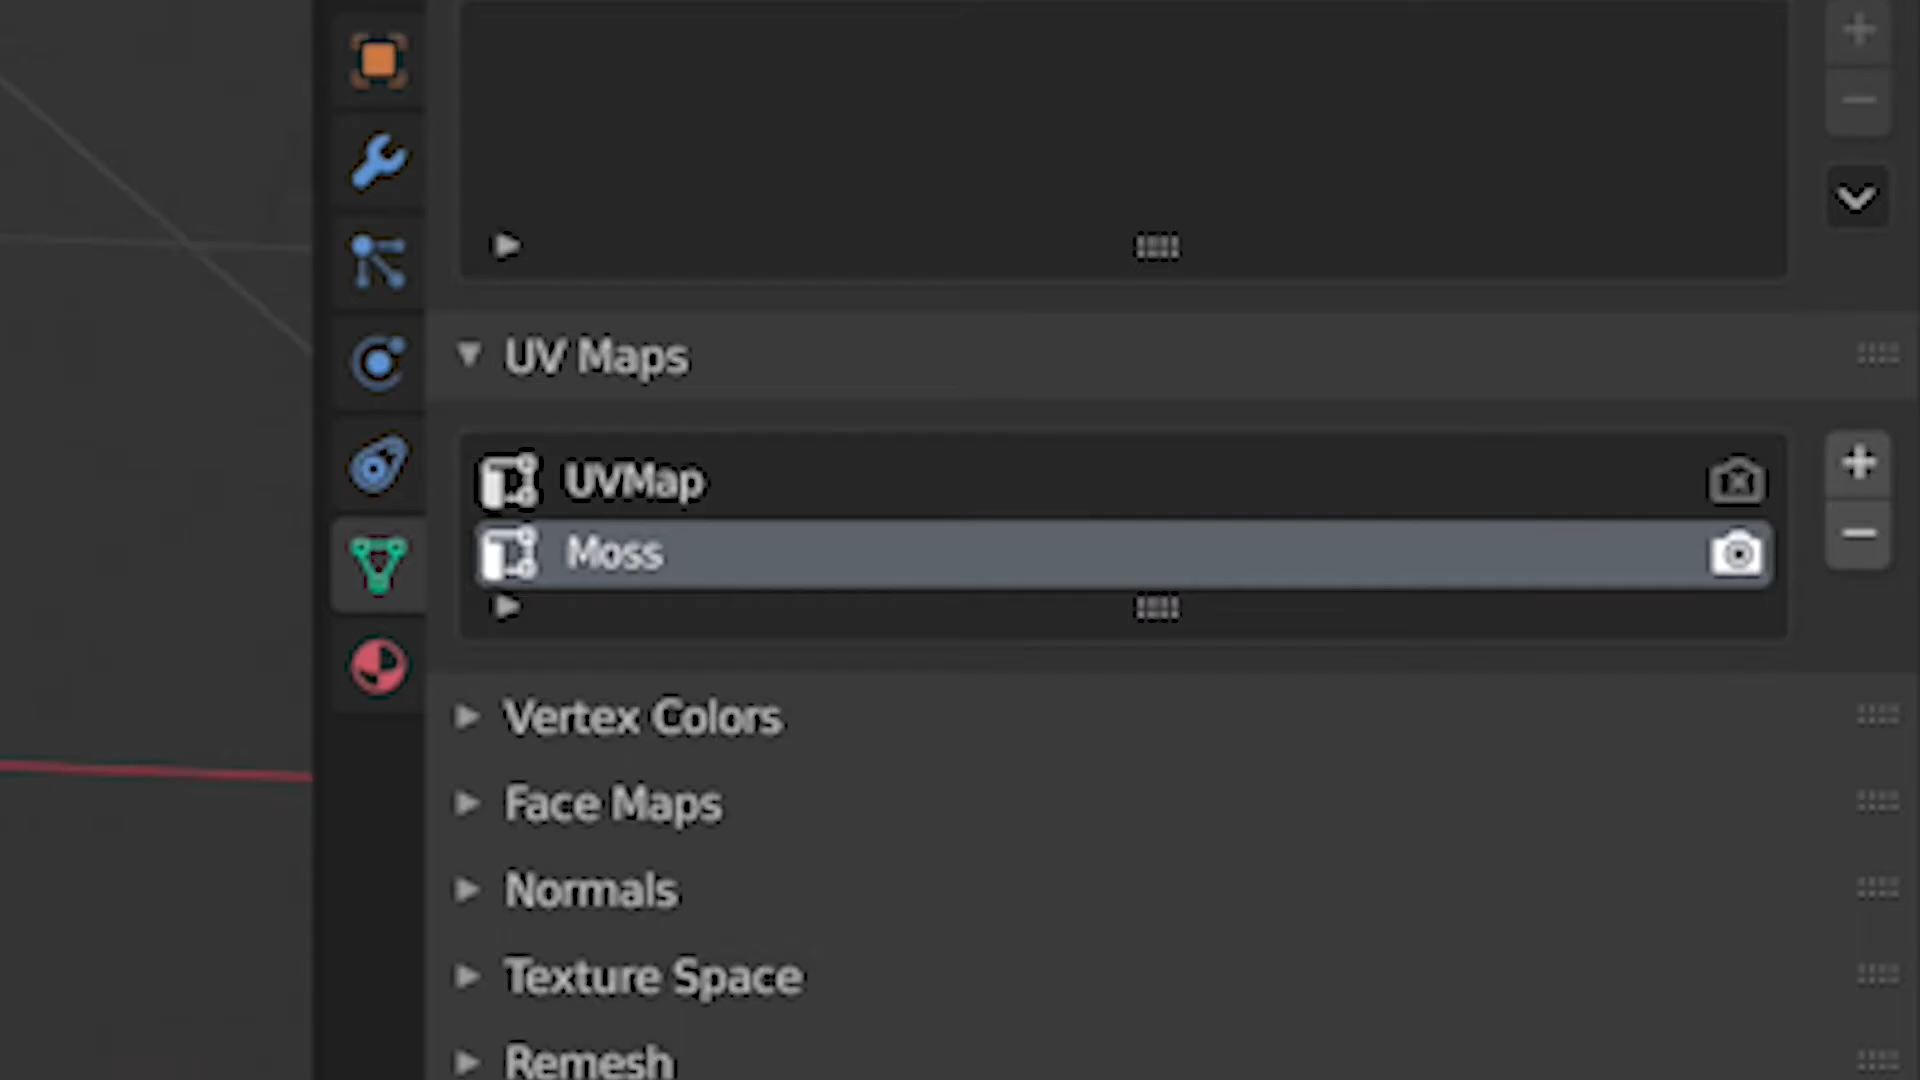 UV Maps
UVMap
Moss
Vertex Colors
Face Maps
Normals
Texture Space
Remesh